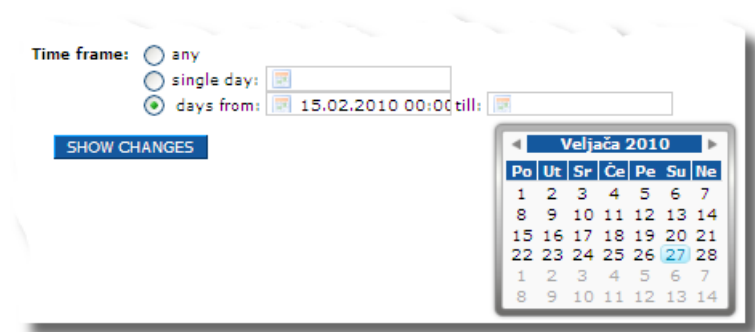 Time frame: any
single day:
days from: 15.02.2010 00:00 till:
SHOW CHANGES
Veljača 2010
Po Ut Sr Če Pe Su Ne
1 2 3 4 5 6 7
8 9 10 11 12 13 14
15 16 17 18 19 20 21
22 23 24 25 26 27 28
1 2 3 4 5 6 7
8 9 10 11 12 13 14